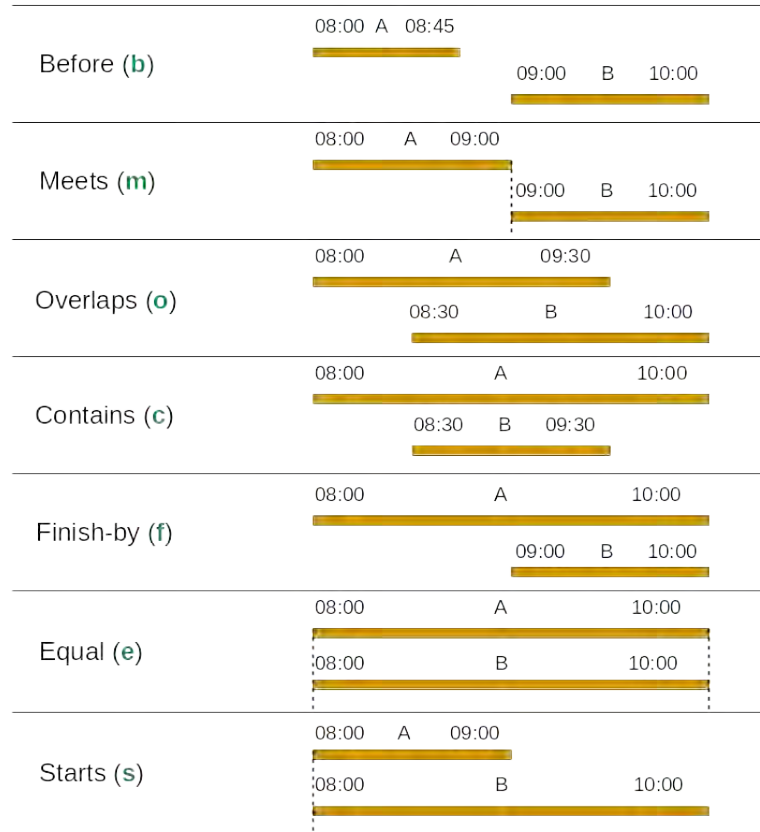 08:00 A 08:45
Before (b)
09:00 B 10:00
08:00 A 09:00
Meets (m)
09:00 B 10:00
08:00 A 09:30
Overlaps (o)
08:30 B 10:00
08:00 A 10:00
Contains (c)
08:30 B 09:30
08:00 A 10:00
Finish-by (f)
09:00 B 10:00
08:00 A 10:00
Equal (e)
08:00 B 10:00
08:00 A 09:00
Starts (s)
08:00 B 10:00